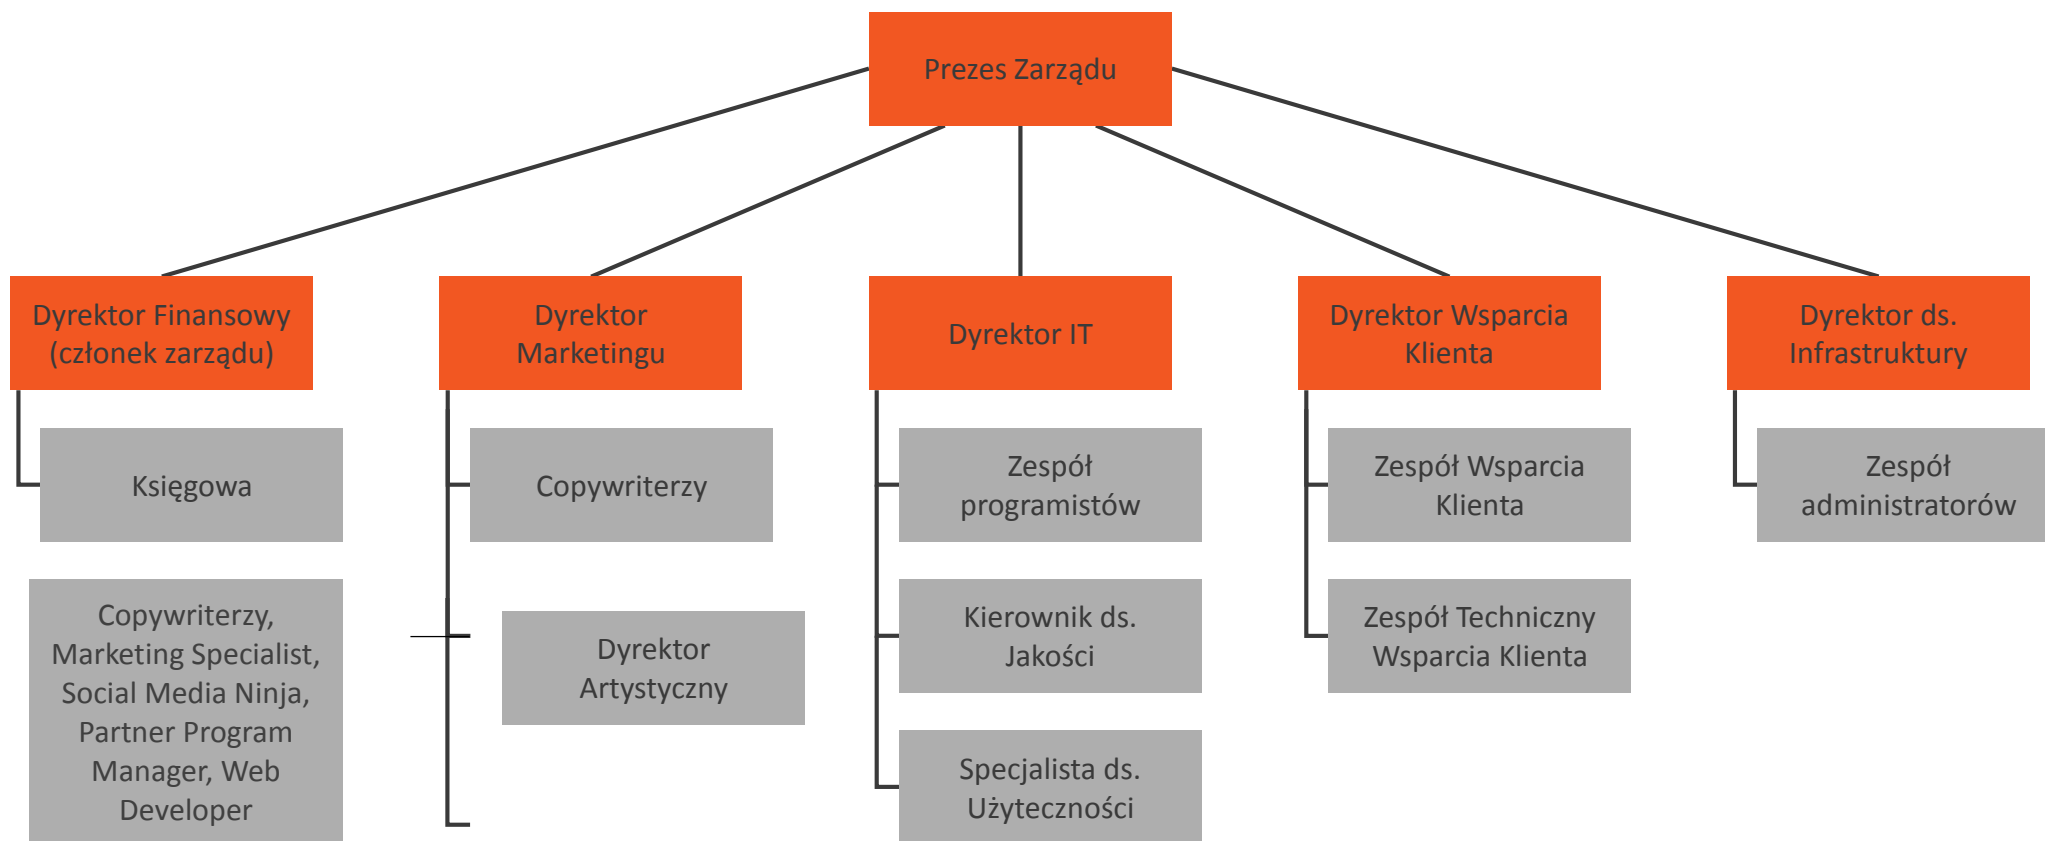 Prezes Zarządu
Dyrektor Finansowy
(członek zarządu)
Dyrektor
Marketingu
Dyrektor IT
Dyrektor Wsparcia
Klienta
Dyrektor ds.
Infrastruktury
Księgowa
Copywriterzy,
Marketing Specialist,
Social Media Ninja,
Partner Program
Manager, Web
Developer
Copywriterzy
Dyrektor
Artystyczny
Zespół
programistów
Kierownik ds.
Jakości
Specjalista ds.
Użyteczności
Zespół Wsparcia
Klienta
Zespół Techniczny
Wsparcia Klienta
Zespół
administratorów